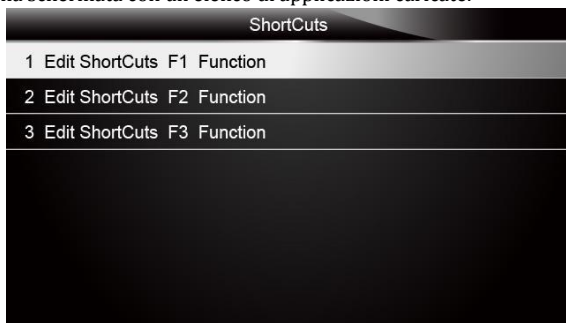 schermata con un elenco di applicazioni caricate.
ShortCuts
1 Edit ShortCuts F1 Function
2 Edit ShortCuts F2 Function
3 Edit ShortCuts F3 Function